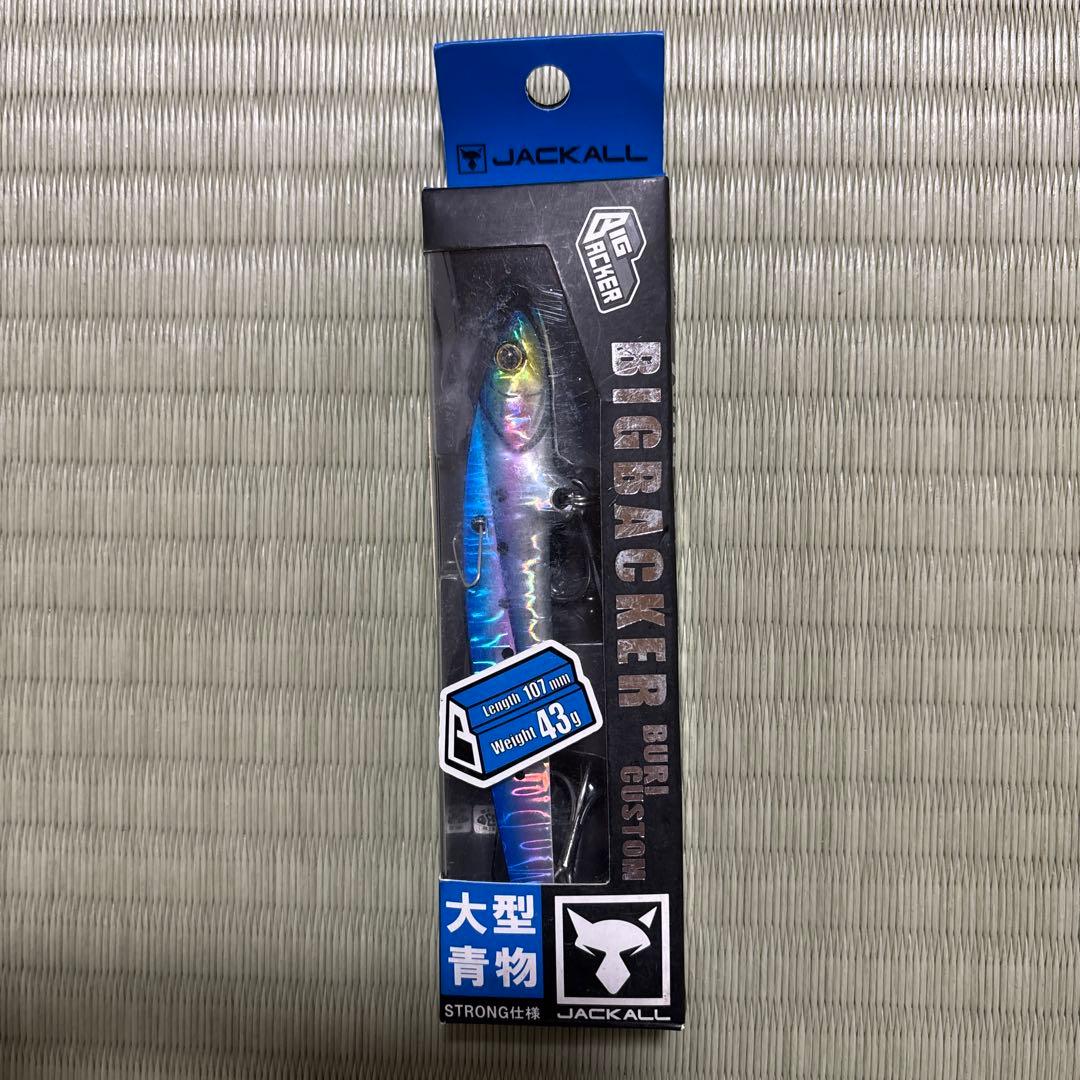 JACKALL
BIG
BACKER
BIGBACKER
BURI
CUSTOM
Length 107 mm
Weight 43g
大型
青物
STRONG仕様
JACKALL